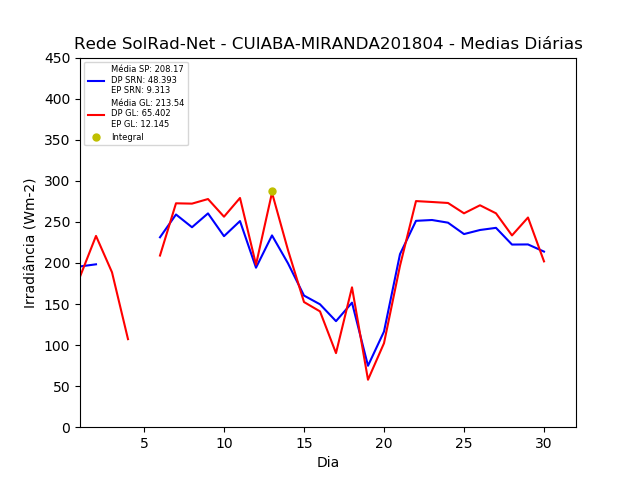 Rede SolRad-Net - CUIABA-MIRANDA201804 - Medias Diárias
450
400
350
300
250
200
150
100
50
0
Irradiância (Wm-2)
Média SP: 208.17
DP SRN: 48.393
EP SRN: 9.313
Média GL: 213.54
DP GL: 65.402
EP GL: 12.145
Integral
5 10 15 20 25 30
Dia